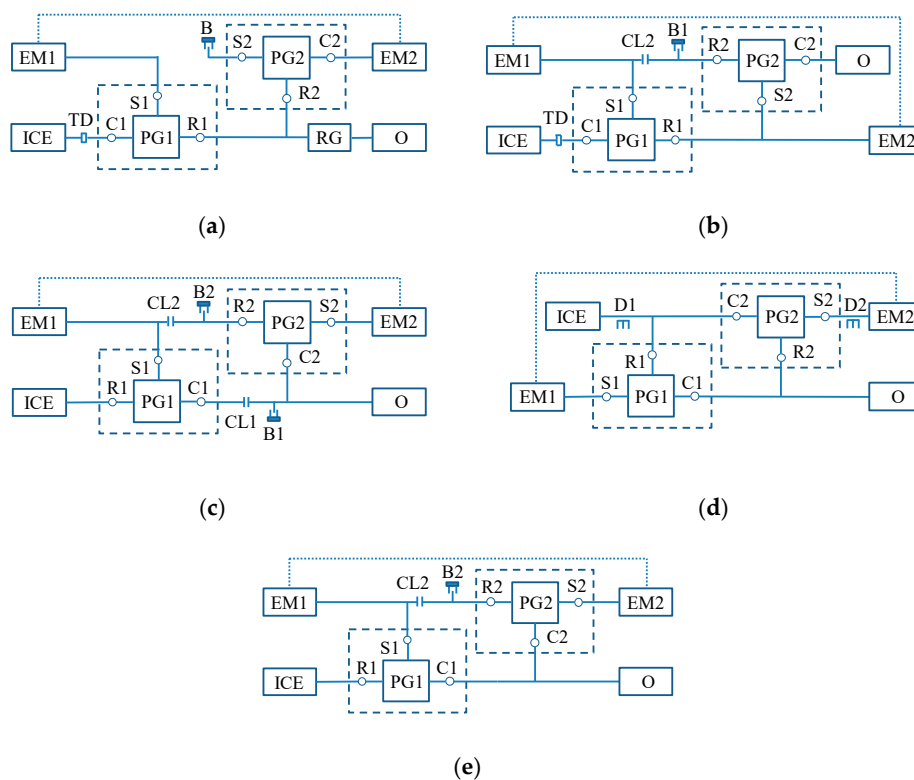 B
S2 C2
EM1 PG2 EM2
R2
S1
TD
ICE C1 PG1 R1 RG O
(a)
B1
CL2 R2 C2
EM1 PG2 O
S2
S1
TD
ICE C1 PG1 R1 EM2
(b)
B2
CL2 R2 S2
EM1 PG2 EM2
C2
S1
R1 C1
ICE PG1 O
CL1
B1
(c)
D1 C2 S2 D2
ICE PG2 EM2
R1 R2
S1 C1
EM1 PG1 O
(d)
B2
CL2 R2 S2
EM1 PG2 EM2
C2
S1
R1 C1
ICE PG1 O
(e)